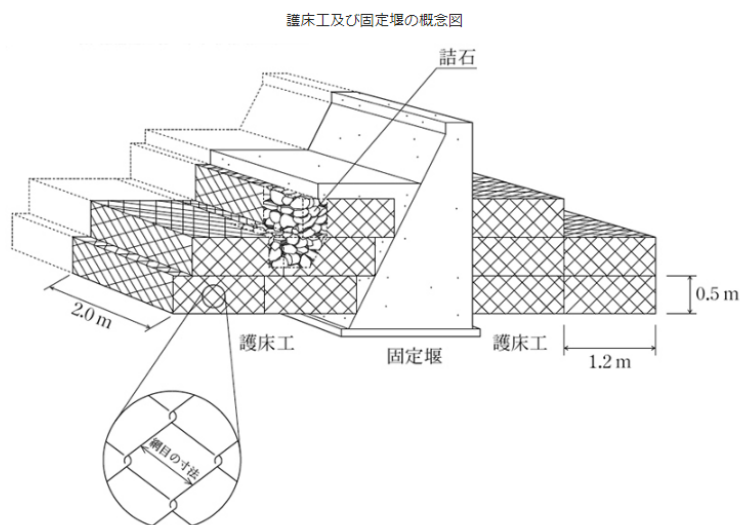 護床工及び固定堰の概念図
詰石
2.0 m
護床工
固定堰
護床工
0.5 m
1.2 m
網目の寸法